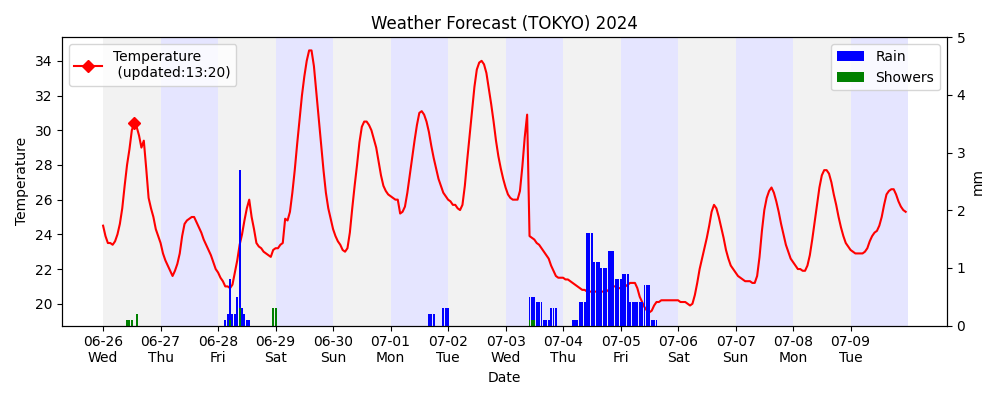 Weather Forecast (TOKYO) 2024
Temperature
(updated:13:20)
Rain
Showers
34
32
30
28
26
24
22
20
Temperature
5
4
3
2
1
0
mm
06-26 06-27 06-28 06-29 06-30 07-01 07-02 07-03 07-04 07-05 07-06 07-07 07-08 07-09
Wed Thu Fri Sat Sun Mon Tue Wed Thu Fri Sat Sun Mon Tue
Date